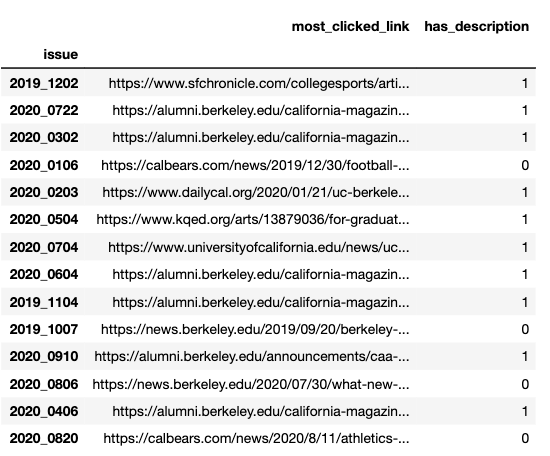 most_clicked_link has_description
issue
2019_1202 https://www.sfchronicle.com/collegesports/arti... 1
2020_0722 https://alumni.berkeley.edu/california-magazin... 1
2020_0302 https://alumni.berkeley.edu/california-magazin... 1
2020_0106 https://calbears.com/news/2019/12/30/football-... 0
2020_0203 https://www.dailycal.org/2020/01/21/uc-berkele... 1
2020_0504 https://www.kqed.org/arts/13879036/for-graduat... 1
2020_0704 https://www.universityofcalifornia.edu/news/uc... 1
2020_0604 https://alumni.berkeley.edu/california-magazin... 1
2019_1104 https://alumni.berkeley.edu/california-magazin... 1
2019_1007 https://news.berkeley.edu/2019/09/20/berkeley-... 0
2020_0910 https://alumni.berkeley.edu/announcements/caa-... 1
2020_0806 https://news.berkeley.edu/2020/07/30/what-new-... 0
2020_0406 https://alumni.berkeley.edu/california-magazin... 1
2020_0820 https://calbears.com/news/2020/8/11/athletics-... 0